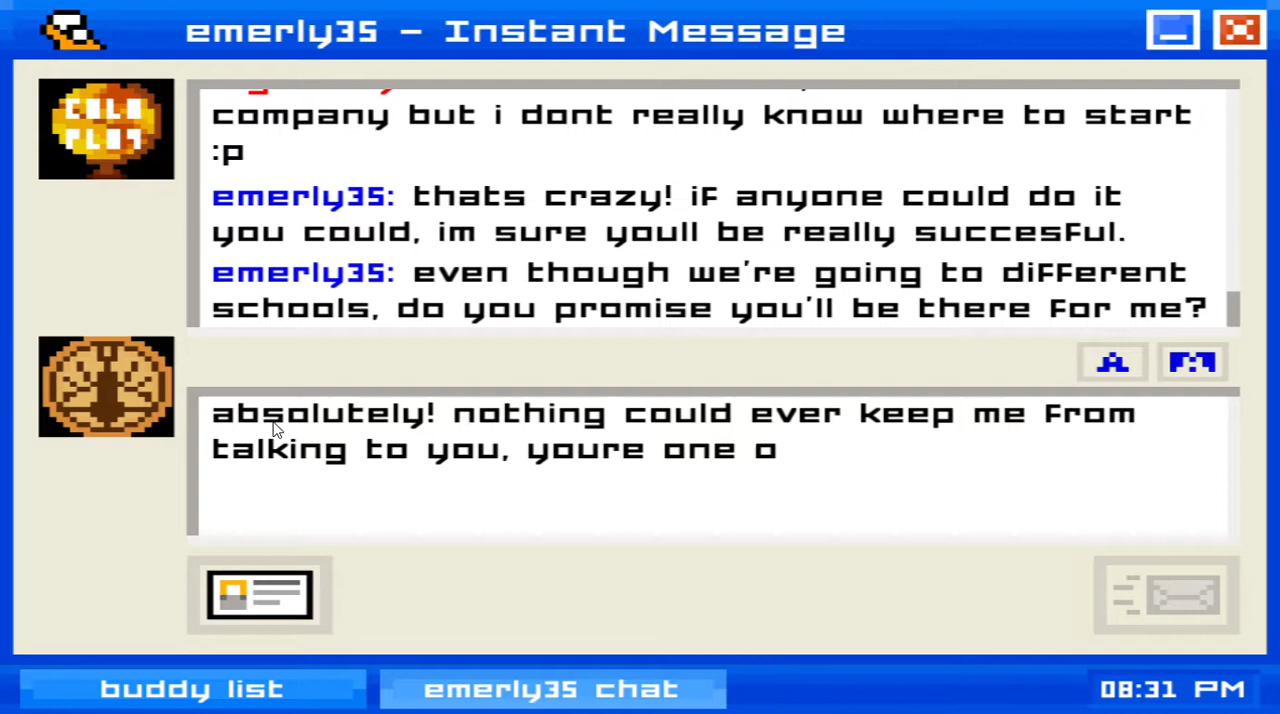 emerly35 - Instant Message
COLD
PLAY
company but i dont really know where to start
:p
emerly35: thats crazy! if anyone could do it
you could, im sure youll be really succesful.
emerly35: even though we're going to different
schools, do you promise you'll be there for me?
A
absolutely! nothing could ever keep me from
talking to you, youre one o
buddy list
emerly35 chat
08:31 PM